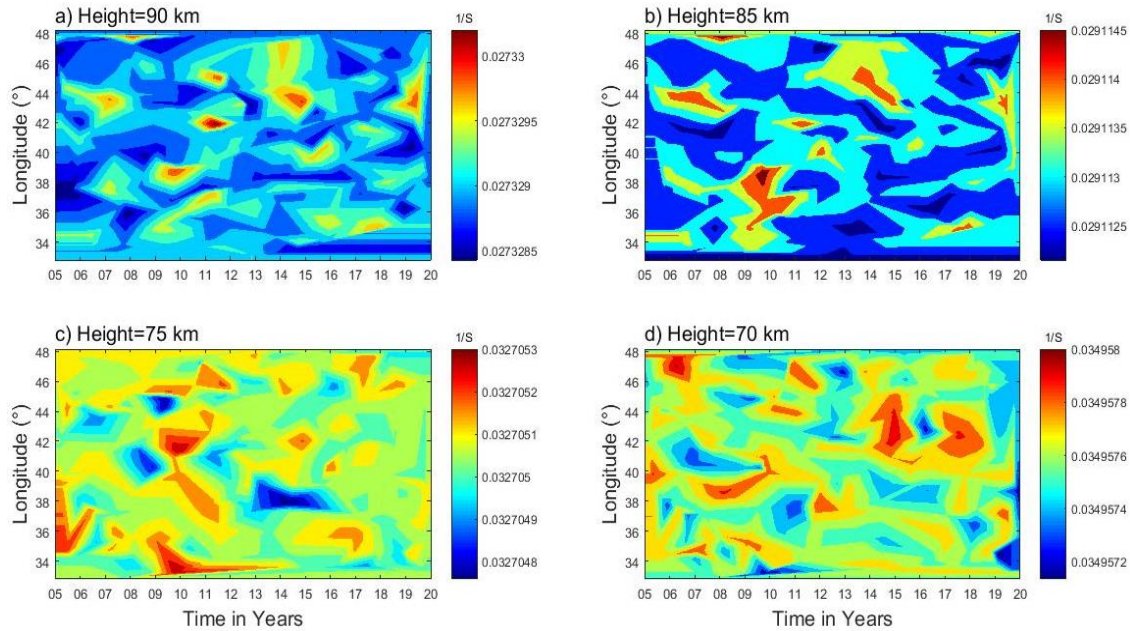 a) Height=90 km
1/S
48
46
44
42
40
38
36
34
Longitude (°)
05 06 07 08 09 10 11 12 13 14 15 16 17 18 19 20
0.02733
0.0273295
0.027329
0.0273285
b) Height=85 km
1/S
48
46
44
42
40
38
36
34
Longitude (°)
05 06 07 08 09 10 11 12 13 14 15 16 17 18 19 20
0.0291145
0.029114
0.0291135
0.029113
0.0291125
c) Height=75 km
1/S
48
46
44
42
40
38
36
34
Longitude (°)
05 06 07 08 09 10 11 12 13 14 15 16 17 18 19 20
Time in Years
0.0327053
0.0327052
0.0327051
0.032705
0.0327049
0.0327048
d) Height=70 km
1/S
48
46
44
42
40
38
36
34
Longitude (°)
05 06 07 08 09 10 11 12 13 14 15 16 17 18 19 20
Time in Years
0.034958
0.0349578
0.0349576
0.0349574
0.0349572